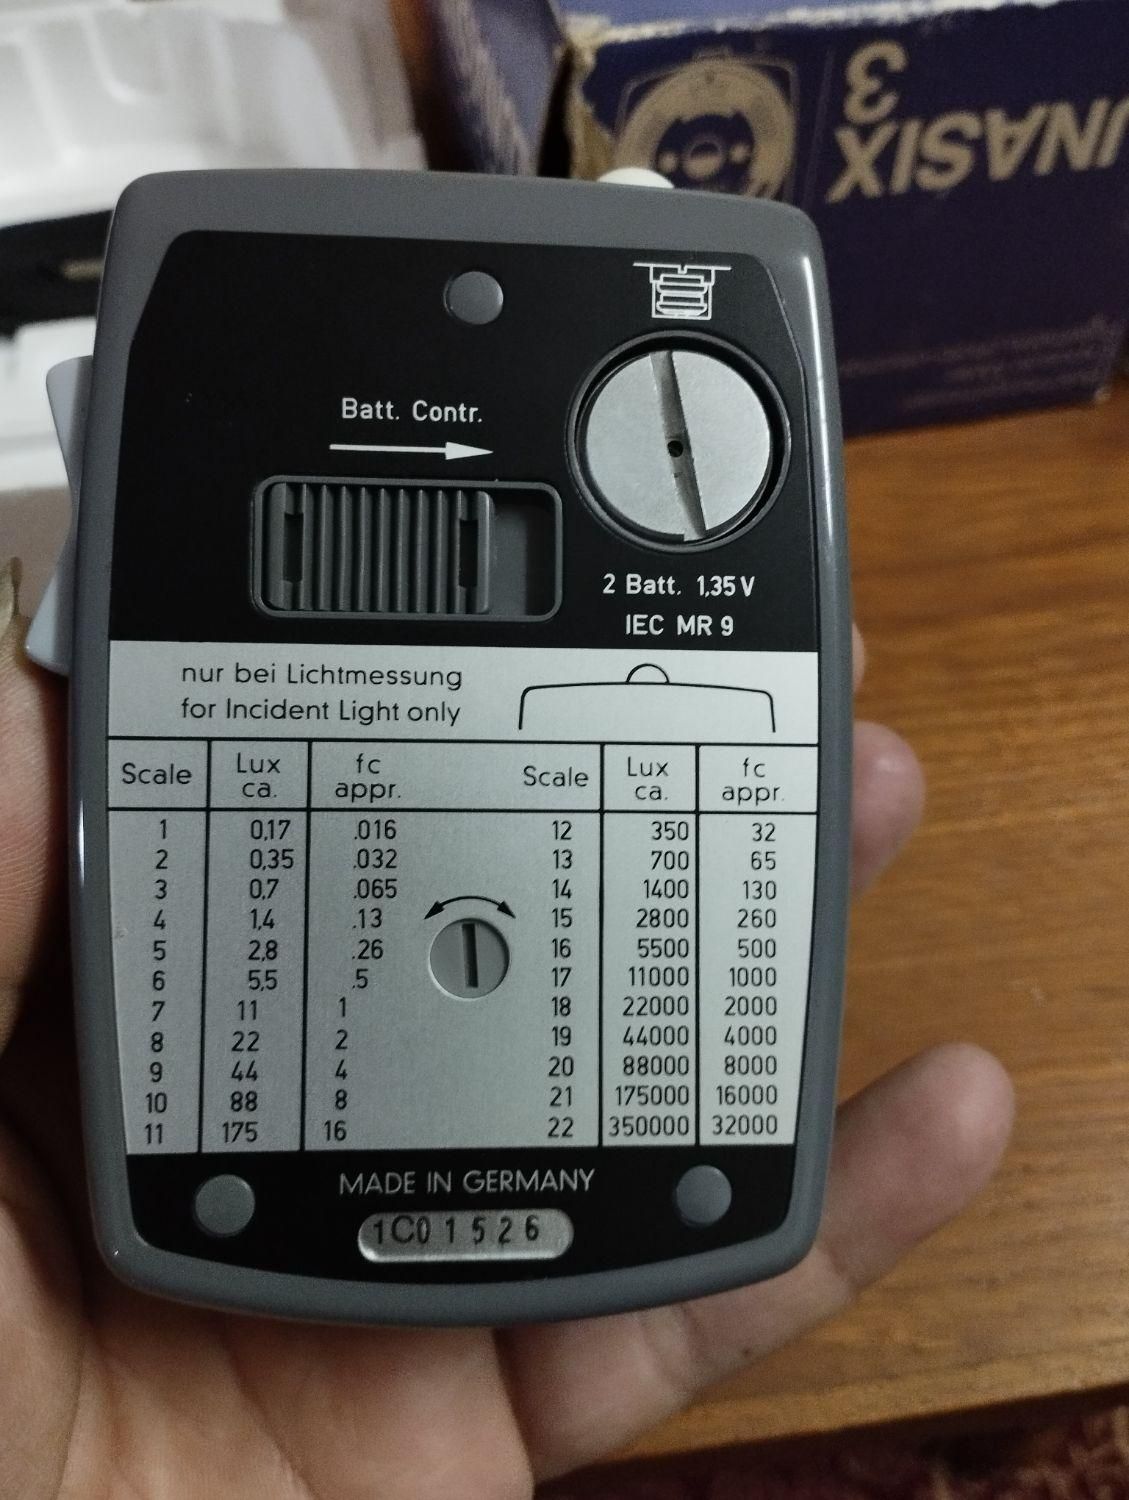 UNASIX
3
Batt. Contr.
2 Batt. 1,35 V
IEC MR 9
nur bei Lichtmessung
for Incident Light only
Scale Lux ca. fc appr. Scale Lux ca. fc appr.
1 0,17 .016 12 350 32
2 0,35 .032 13 700 65
3 0,7 .065 14 1400 130
4 1,4 .13 15 2800 260
5 2,8 .26 16 5500 500
6 5,5 .5 17 11000 1000
7 11 1 18 22000 2000
8 22 2 19 44000 4000
9 44 4 20 88000 8000
10 88 8 21 175000 16000
11 175 16 22 350000 32000
MADE IN GERMANY
1C01526